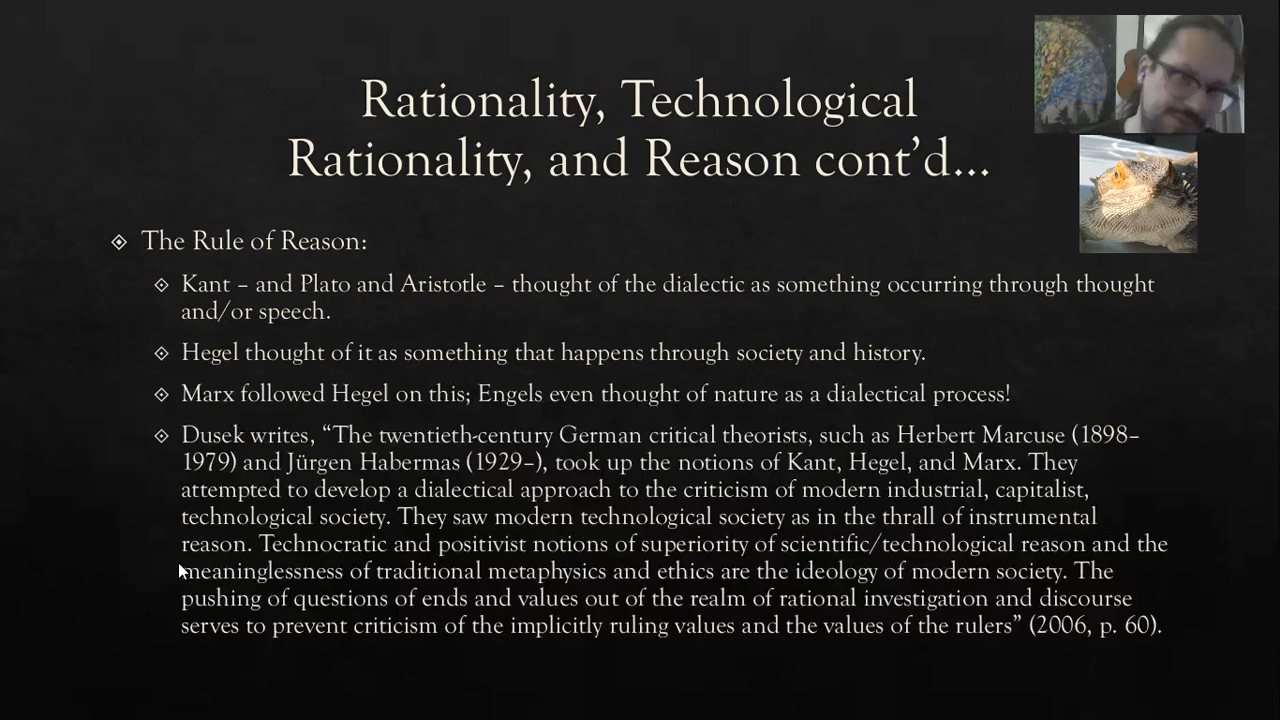 Rationality, Technological
Rationality, and Reason cont’d…
The Rule of Reason:
Kant – and Plato and Aristotle – thought of the dialectic as something occurring through thought
and/or speech.
Hegel thought of it as something that happens through society and history.
Marx followed Hegel on this; Engels even thought of nature as a dialectical process!
Dusek writes, “The twentieth-century German critical theorists, such as Herbert Marcuse (1898–
1979) and Jürgen Habermas (1929–), took up the notions of Kant, Hegel, and Marx. They
attempted to develop a dialectical approach to the criticism of modern industrial, capitalist,
technological society. They saw modern technological society as in the thrall of instrumental
reason. Technocratic and positivist notions of superiority of scientific/technological reason and the
meaninglessness of traditional metaphysics and ethics are the ideology of modern society. The
pushing of questions of ends and values out of the realm of rational investigation and discourse
serves to prevent criticism of the implicitly ruling values and the values of the rulers” (2006, p. 60).